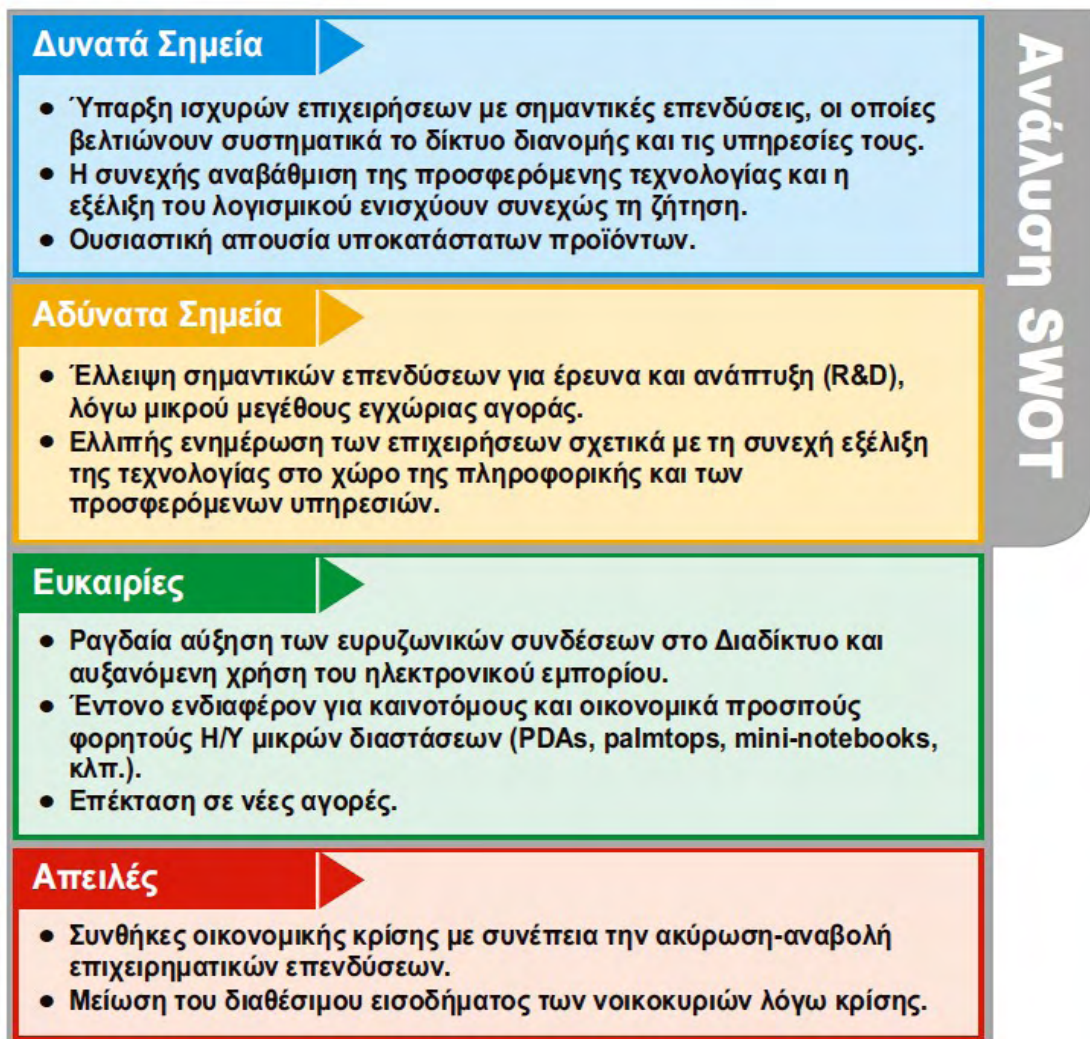 Δυνατά Σημεία
● Ύπαρξη ισχυρών επιχειρήσεων με σημαντικές επενδύσεις, οι οποίες
βελτιώνουν συστηματικά το δίκτυο διανομής και τις υπηρεσίες τους.
● Η συνεχής αναβάθμιση της προσφερόμενης τεχνολογίας και η
εξέλιξη του λογισμικού ενισχύουν συνεχώς τη ζήτηση.
● Ουσιαστική απουσία υποκατάστατων προϊόντων.
Αδύνατα Σημεία
● Έλλειψη σημαντικών επενδύσεων για έρευνα και ανάπτυξη (R&D),
λόγω μικρού μεγέθους εγχώριας αγοράς.
● Ελλιπής ενημέρωση των επιχειρήσεων σχετικά με τη συνεχή εξέλιξη
της τεχνολογίας στο χώρο της πληροφορικής και των
προσφερόμενων υπηρεσιών.
Ευκαιρίες
● Ραγδαία αύξηση των ευρυζωνικών συνδέσεων στο Διαδίκτυο και
αυξανόμενη χρήση του ηλεκτρονικού εμπορίου.
● Έντονο ενδιαφέρον για καινοτόμους και οικονομικά προσιτούς
φορητούς Η/Υ μικρών διαστάσεων (PDAs, palmtops, mini-notebooks,
κλπ.).
● Επέκταση σε νέες αγορές.
Απειλές
● Συνθήκες οικονομικής κρίσης με συνέπεια την ακύρωση-αναβολή
επιχειρηματικών επενδύσεων.
● Μείωση του διαθέσιμου εισοδήματος των νοικοκυριών λόγω κρίσης.
Ανάλυση SWOT